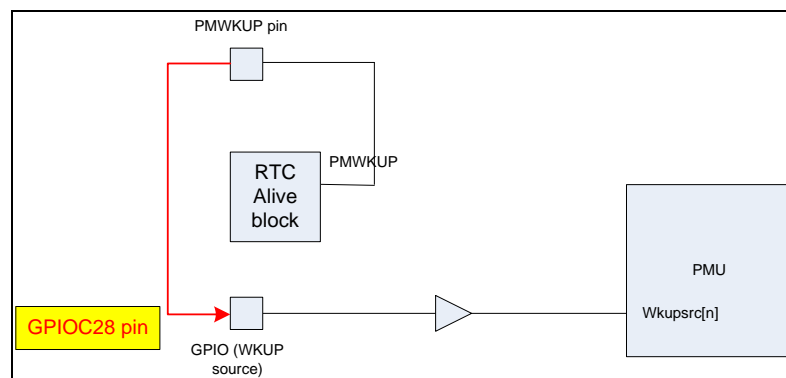 PMWKUP pin
PMWKUP
RTC
Alive
block
PMU
Wkupsrc[n]
GPIOC28 pin
GPIO (WKUP
source)